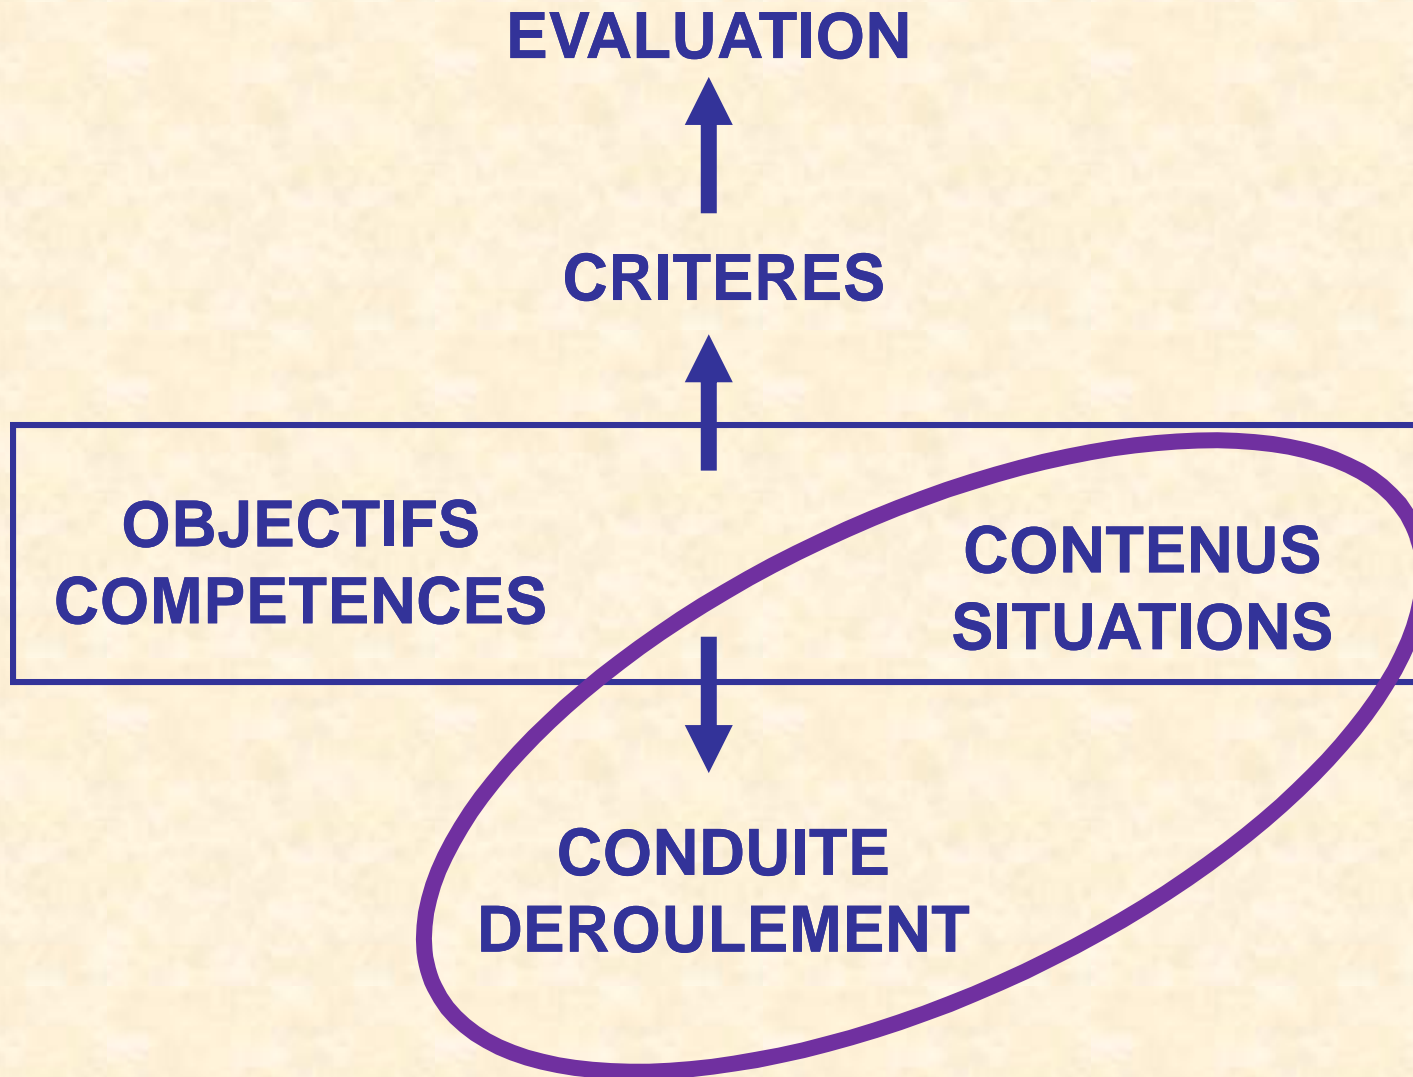 EVALUATION
CRITERES
OBJECTIFS
COMPETENCES
CONTENUS
SITUATIONS
CONDUITE
DEROULEMENT